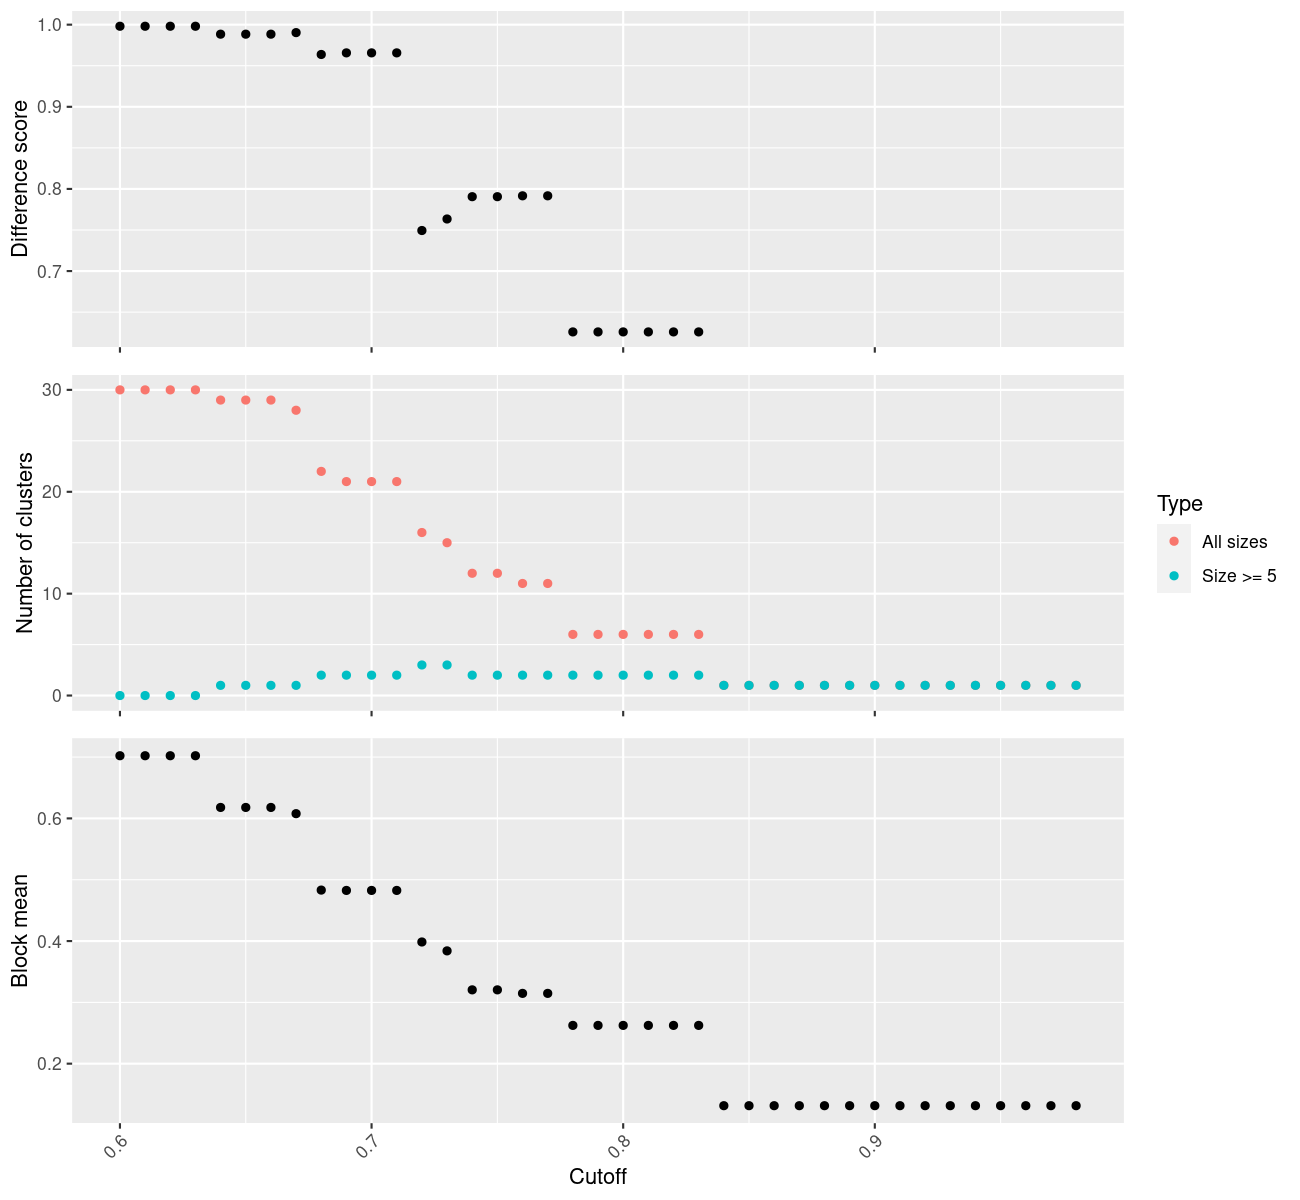 Difference score
1.0
0.9
0.8
0.7
Number of clusters
30
20
10
0
Type
All sizes
Size >= 5
Block mean
0.6
0.4
0.2
0.6
0.7
0.8
0.9
Cutoff